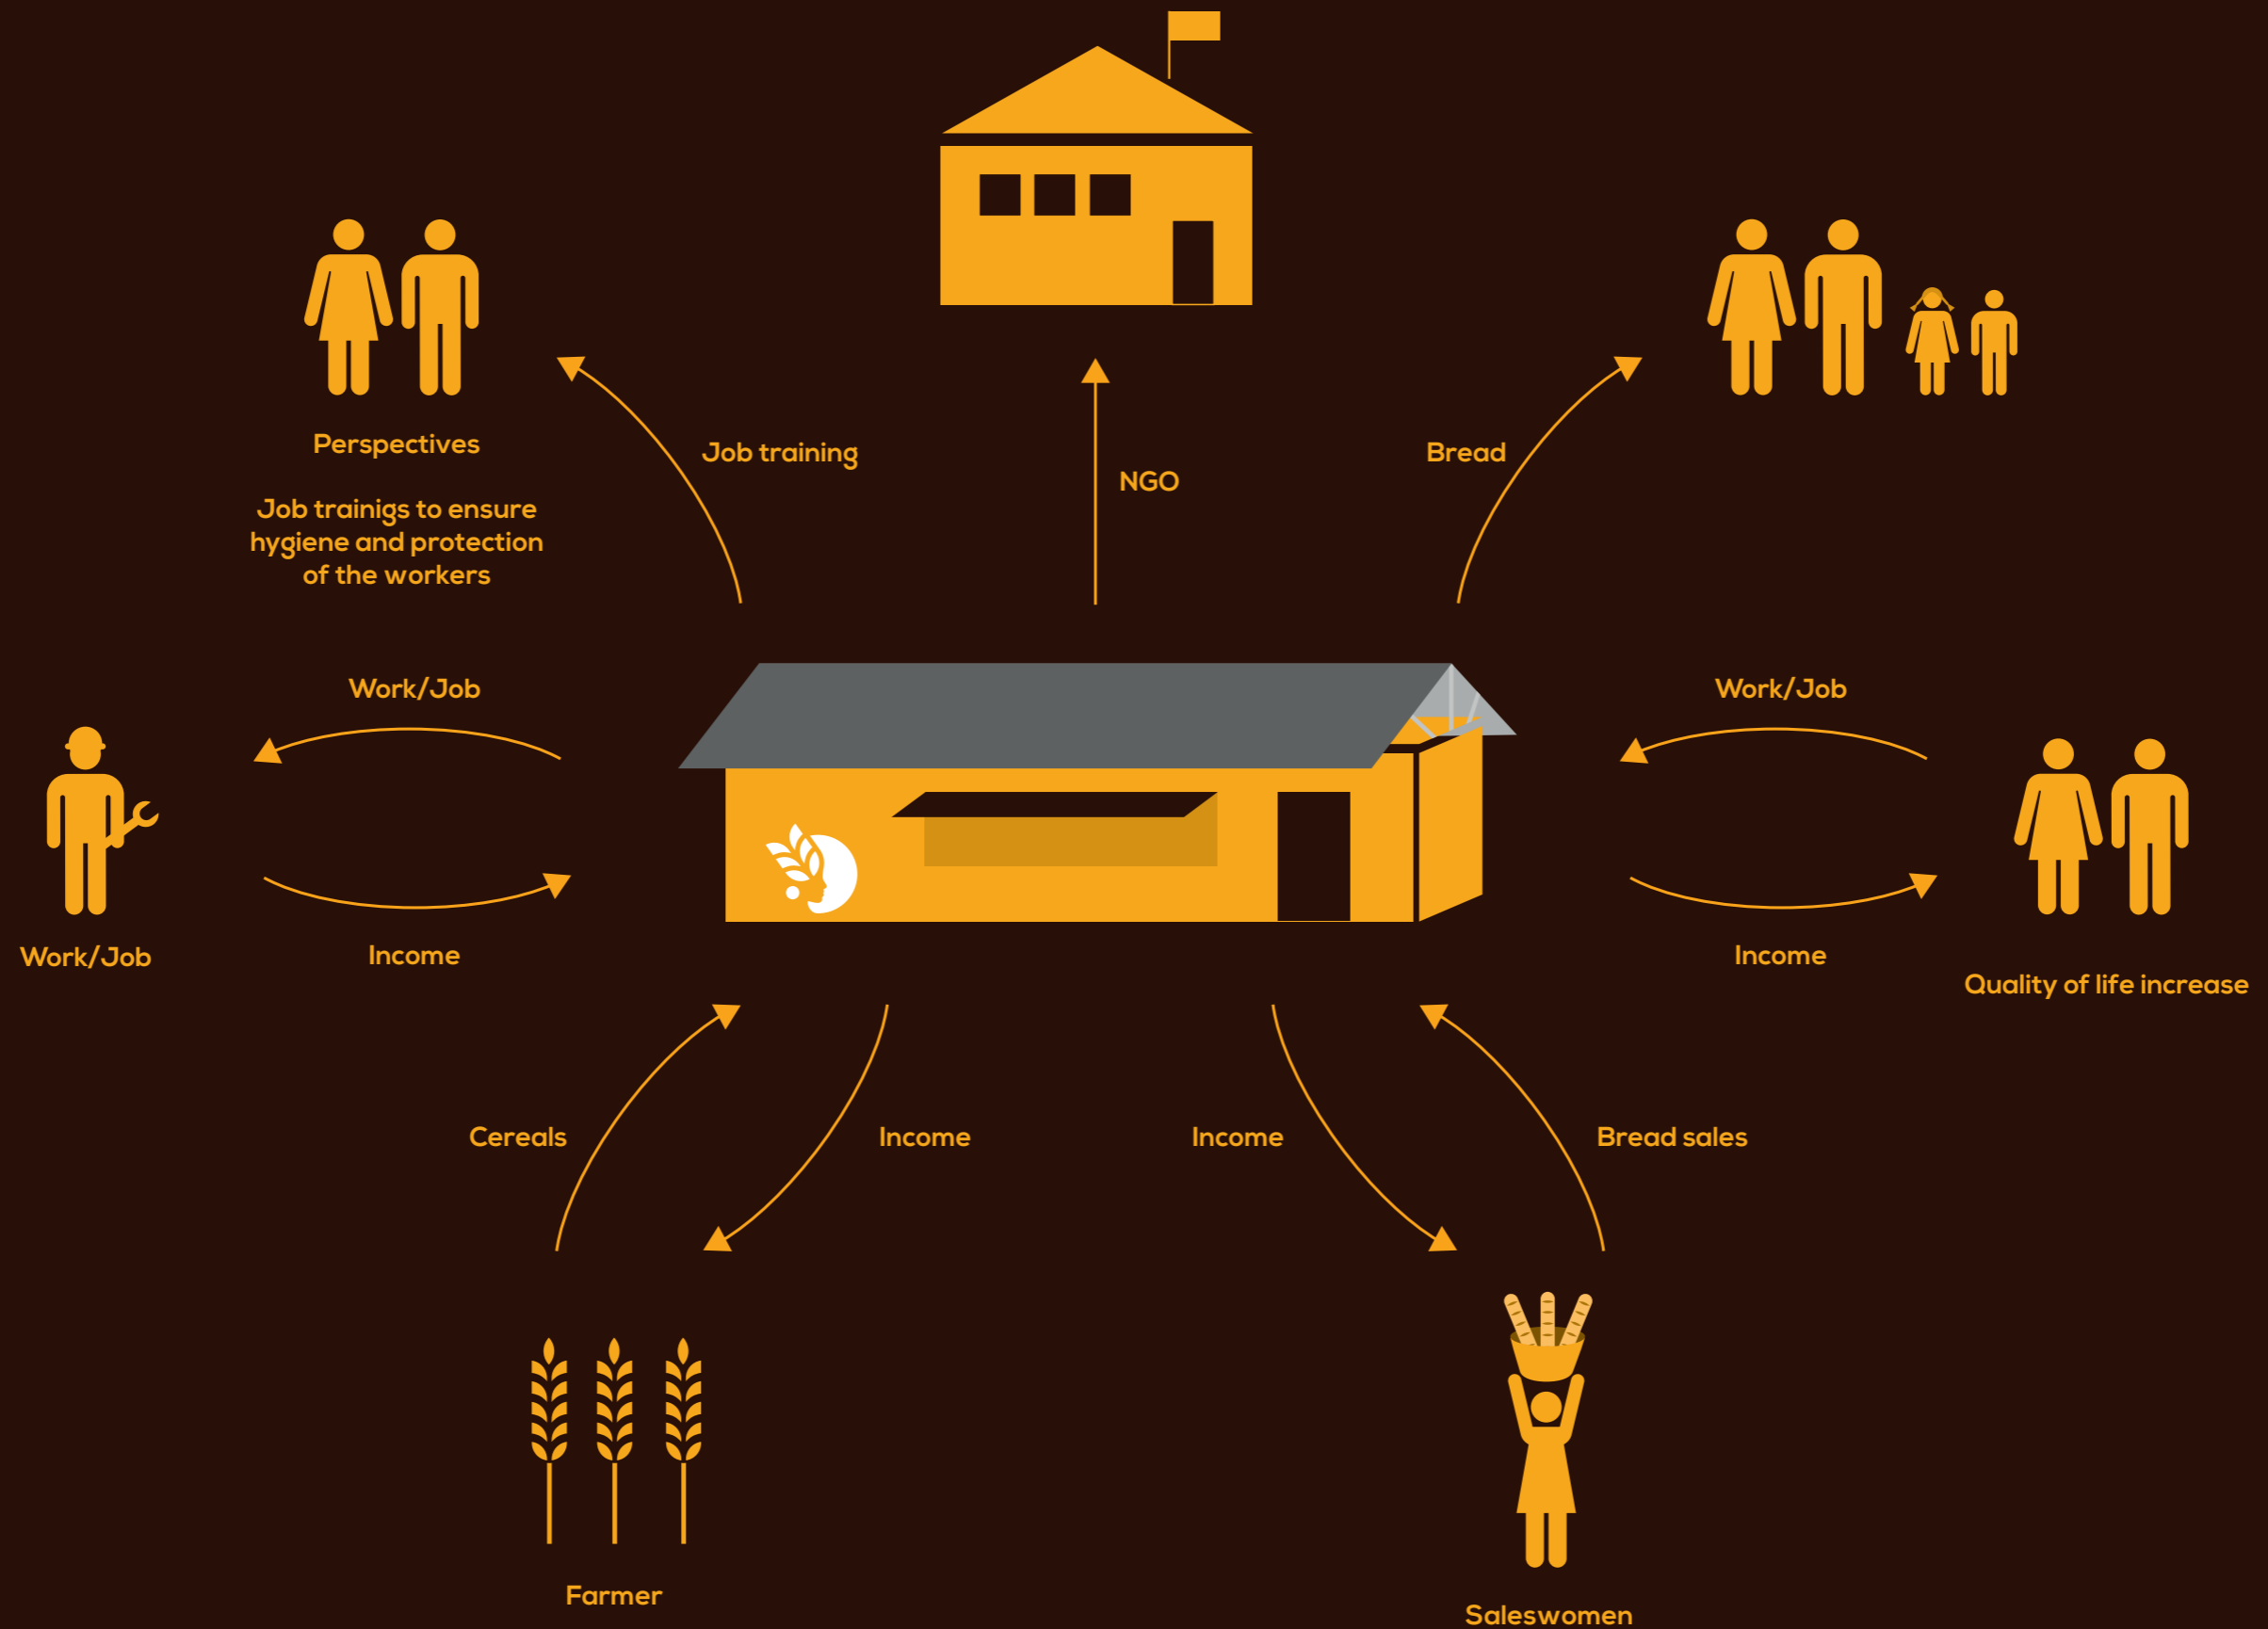 Perspectives
Job trainigs to ensure
hygiene and protection
of the workers
Job training
NGO
Bread
Work/Job
Work/Job
Work/Job
Income
Income
Quality of life increase
Cereals
Income
Income
Bread sales
Farmer
Saleswomen